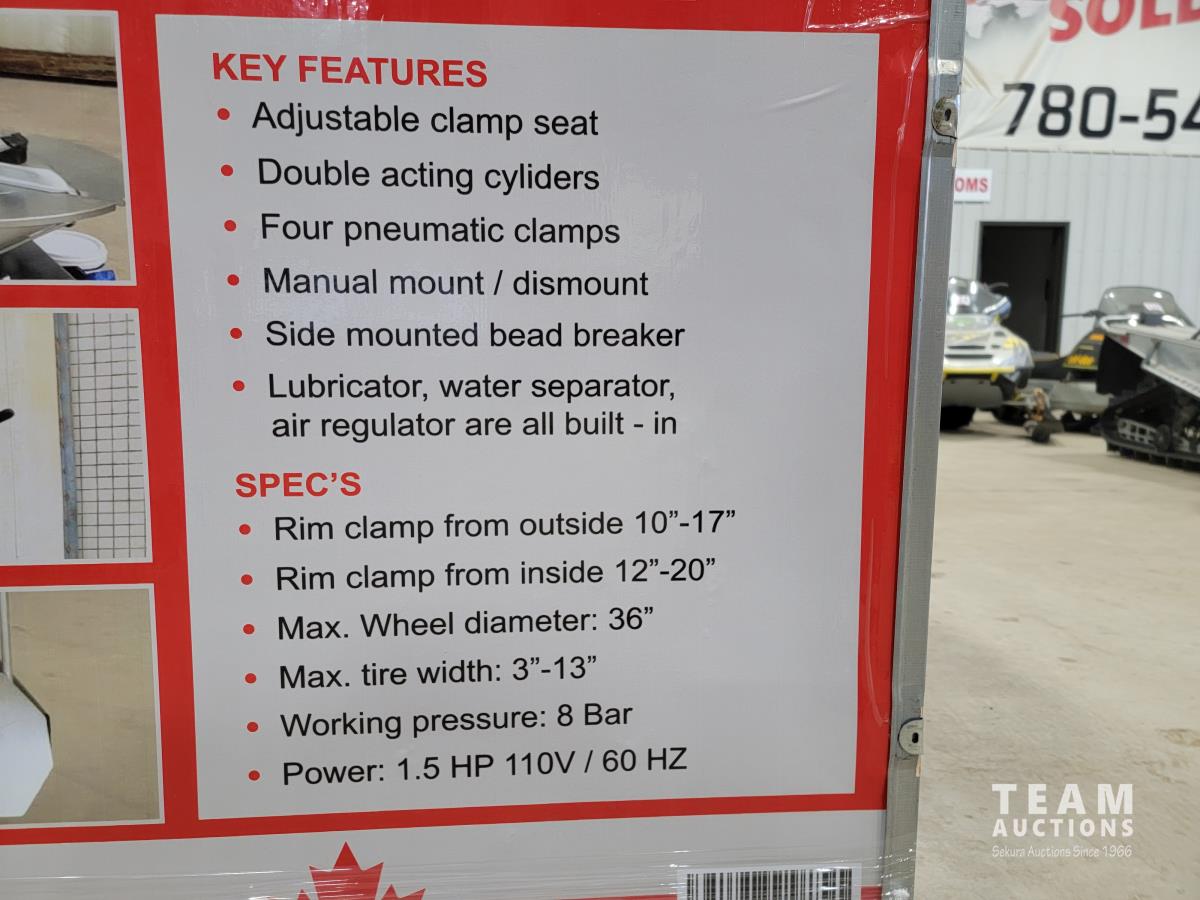 KEY FEATURES
• Adjustable clamp seat
• Double acting cyliders
• Four pneumatic clamps
• Manual mount / dismount
• Side mounted bead breaker
• Lubricator, water separator,
air regulator are all built - in
SPEC'S
• Rim clamp from outside 10"-17"
• Rim clamp from inside 12"-20"
• Max. Wheel diameter: 36"
• Max. tire width: 3"-13"
• Working pressure: 8 Bar
• Power: 1.5 HP 110V / 60 HZ
780-54
OMS
TEAM
AUCTIONS
Sekura Auctions Since 1966